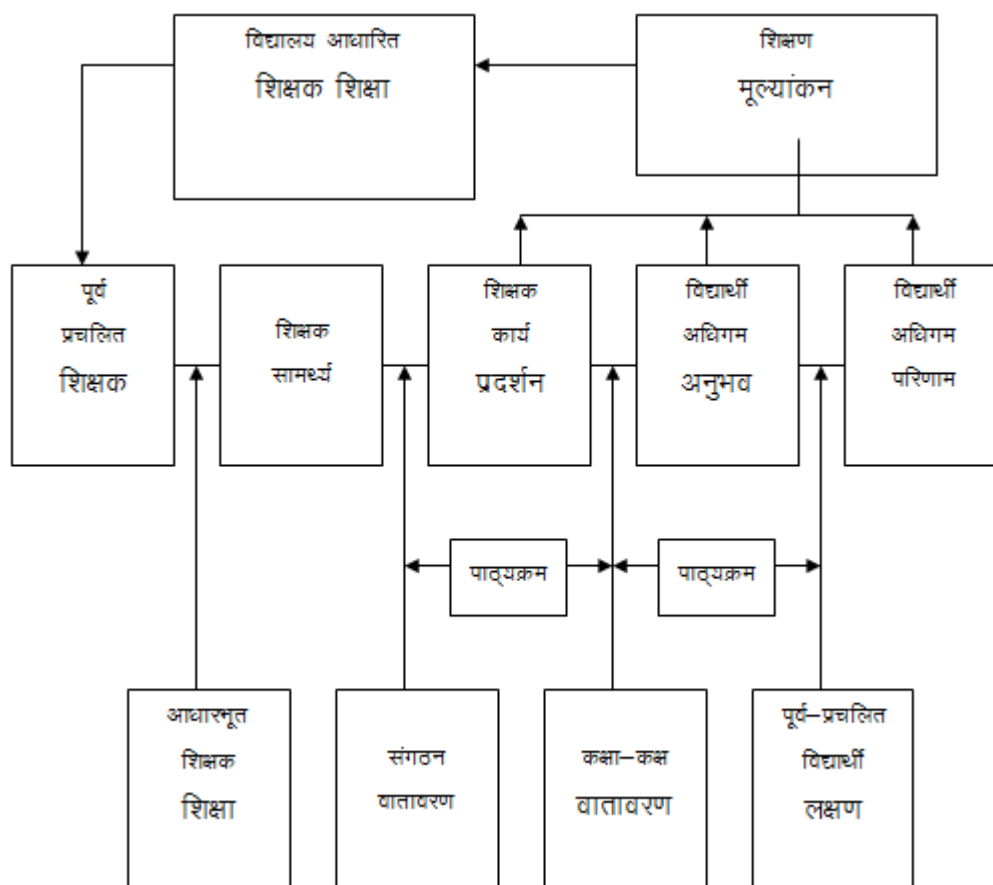 विद्यालय आधारित
शिक्षक शिक्षा
शिक्षण
मूल्यांकन
पूर्व
प्रचलित
शिक्षक
शिक्षक
सामर्थ्य
शिक्षक
कार्य
प्रदर्शन
विद्यार्थी
अधिगम
अनुभव
विद्यार्थी
अधिगम
परिणाम
पाठ्यक्रम
पाठ्यक्रम
आधारभूत
शिक्षक
शिक्षा
संगठन
वातावरण
कक्षा–कक्ष
वातावरण
पूर्व–प्रचलित
विद्यार्थी
लक्षण